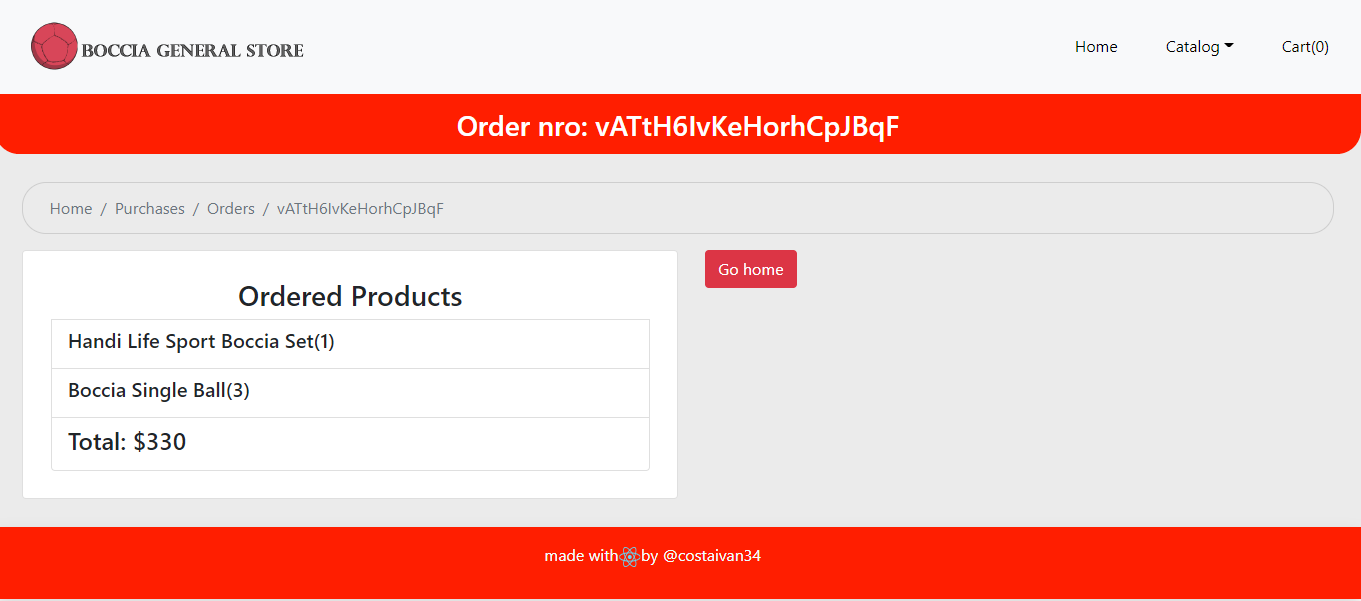 BOCCIA GENERAL STORE
Home Catalog Cart(0)
Order nro: vATtH6IvKeHorhCpJBqF
Home / Purchases / Orders / vATtH6IvKeHorhCpJBqF
Go home
Ordered Products
Handi Life Sport Boccia Set(1)
Boccia Single Ball(3)
Total: $330
made with by @costaivan34